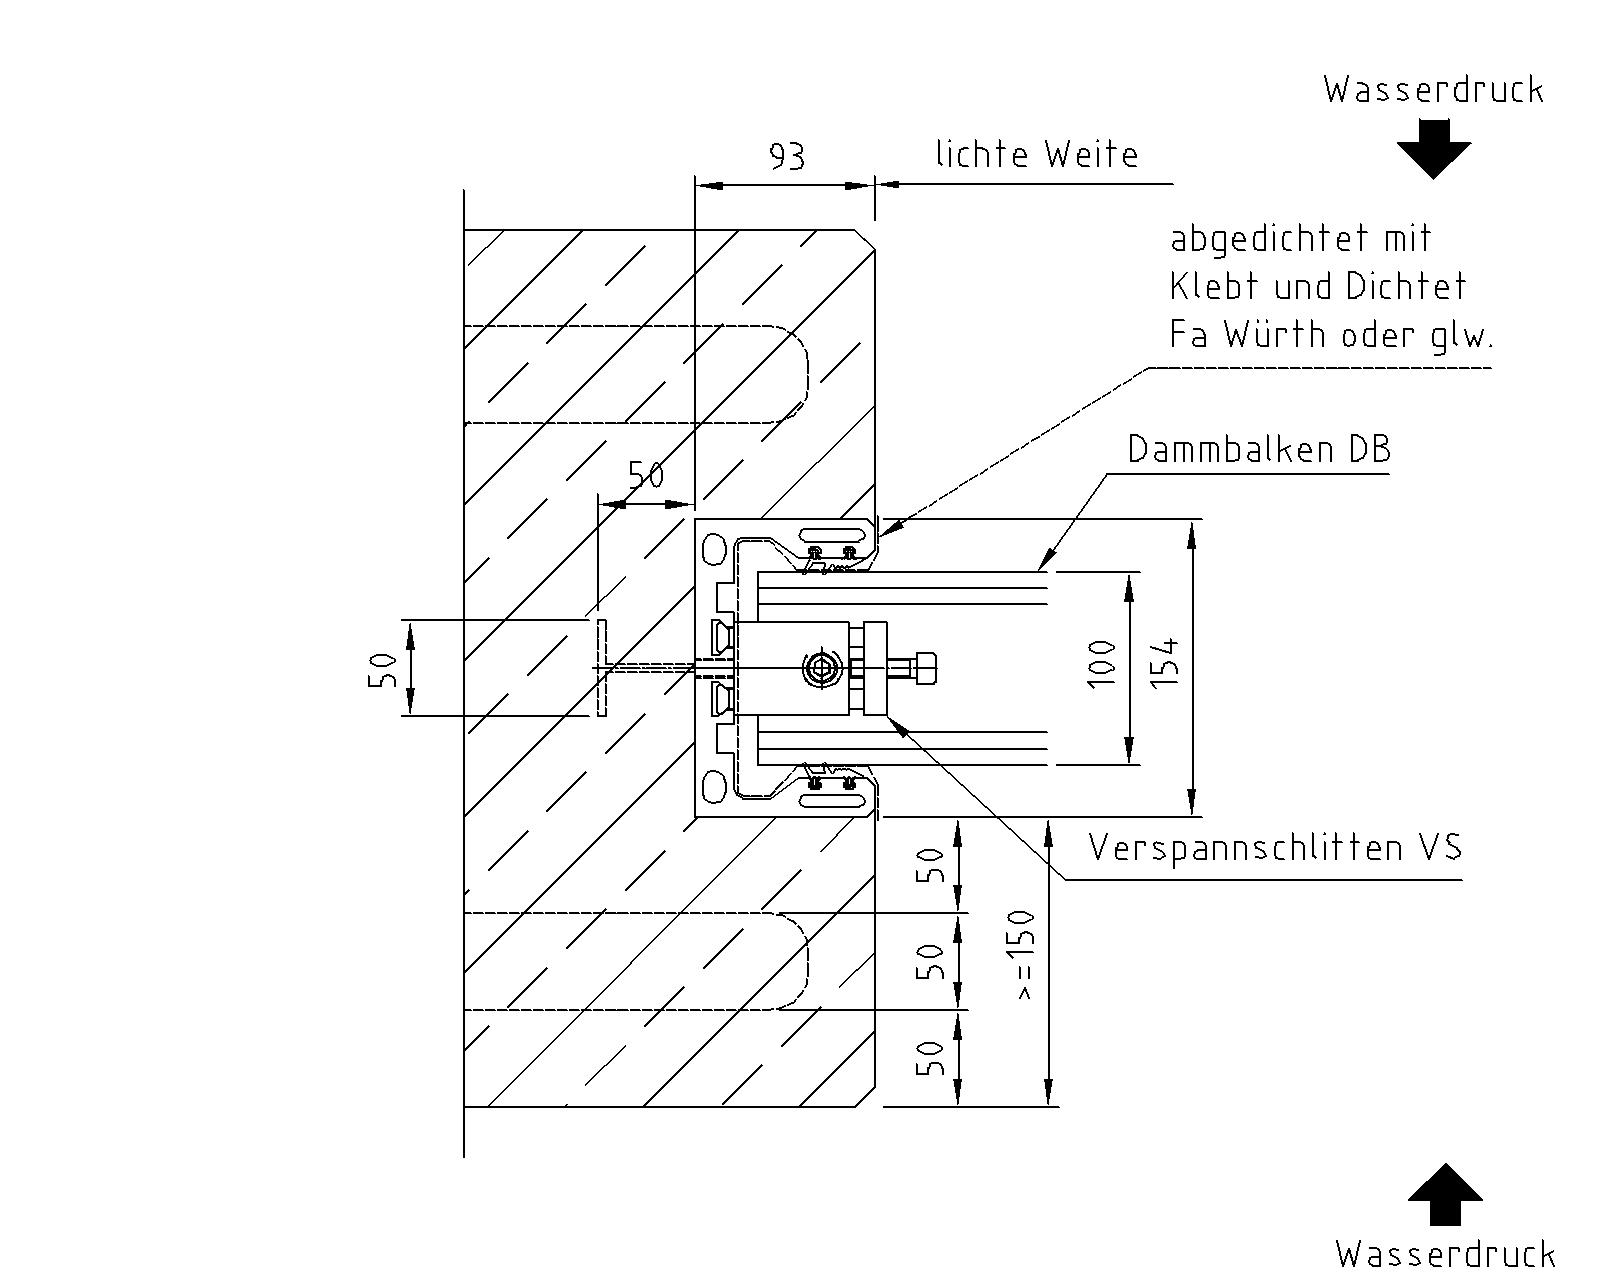 Wasserdruck
93
lichte Weite
abgedichtet mit
Klebt und Dichtet
Fa Würth oder glw.
Dammbalken DB
50
50
100
154
Verspannschlitten VS
50
50
>=150
50
Wasserdruck